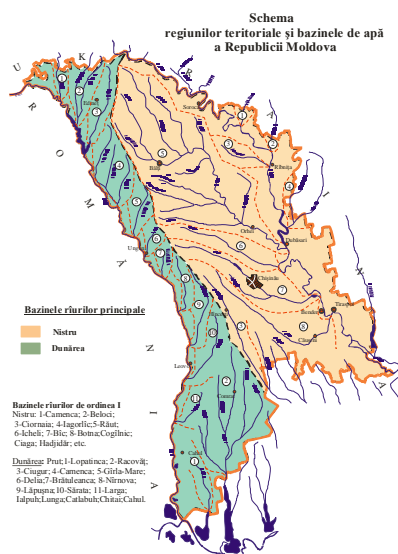 Schema
regiunilor teritoriale și bazinele de apă
a Republicii Moldova
U K R A I N A
R O M Â N I A
Soroca
Rîbnița
Bălți
Orhei
Dubăsari
Ungheni
Chișinău
Tiraspol
Leova
Cahul
Bazinele rîurilor principale
Nistru
Dunărea
Bazinele rîurilor de ordinea I
Nistru: 1-Camenca; 2-Beloci;
3-Ciornaia; 4-Iagorlîc;5-Răut;
6-Icheli; 7-Bîc; 8-Botna;Cogîlnic;
Ciaga; Hadjidăr; etc.
Dunărea: Prut;1-Lopatinca; 2-Racovăț;
3-Ciugur; 4-Camenca; 5-Gîrla-Mare;
6-Delia;7-Brătuleanca; 8-Nîrnova;
9-Lăpușna;10-Sărata; 11-Larga;
Ialpuh;Lunga;Catlabuh;Chitai;Cahul.